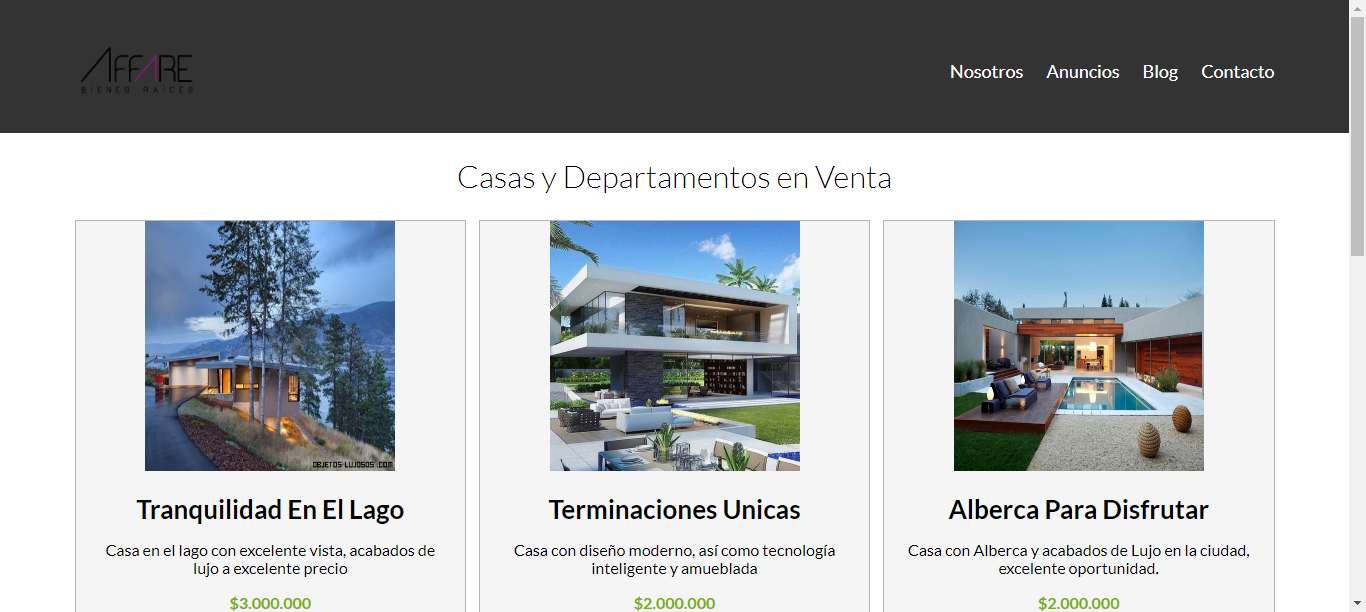 AFFARE
BIENES RAÍCES
Nosotros Anuncios Blog Contacto
Casas y Departamentos en Venta
OBJETOS-LUJOSOS.COM
Tranquilidad En El Lago
Casa en el lago con excelente vista, acabados de
lujo a excelente precio
$3.000.000
Terminaciones Unicas
Casa con diseño moderno, así como tecnología
inteligente y amueblada
$2.000.000
Alberca Para Disfrutar
Casa con Alberca y acabados de Lujo en la ciudad,
excelente oportunidad.
$2.000.000